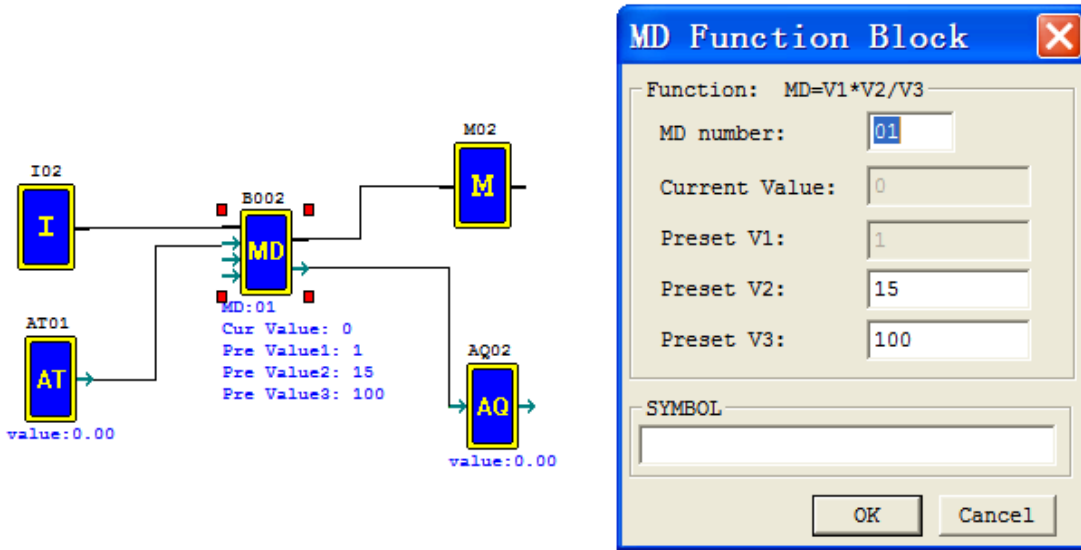 I02
I
B002
MD
M02
M
MD:01
Cur Value: 0
Pre Value1: 1
Pre Value2: 15
Pre Value3: 100
AT01
AT
value:0.00
AQ02
AQ
value:0.00
MD Function Block
Function: MD=V1*V2/V3
MD number: 01
Current Value: 0
Preset V1: 1
Preset V2: 15
Preset V3: 100
SYMBOL
OK Cancel